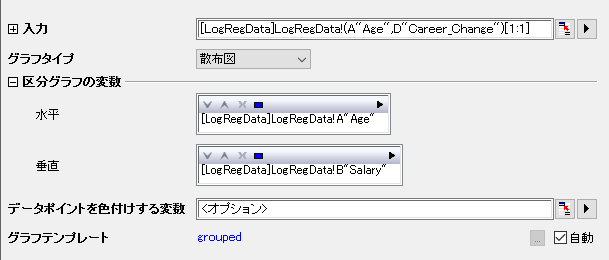 入力 [LogRegData]LogRegData!(A"Age",D"Career_Change")[1:1]
グラフタイプ 散布図
区分グラフの変数
水平
[LogRegData]LogRegData!A"Age"
垂直
[LogRegData]LogRegData!B"Salary"
データポイントを色付けする変数 <オプション>
グラフテンプレート grouped ... 自動